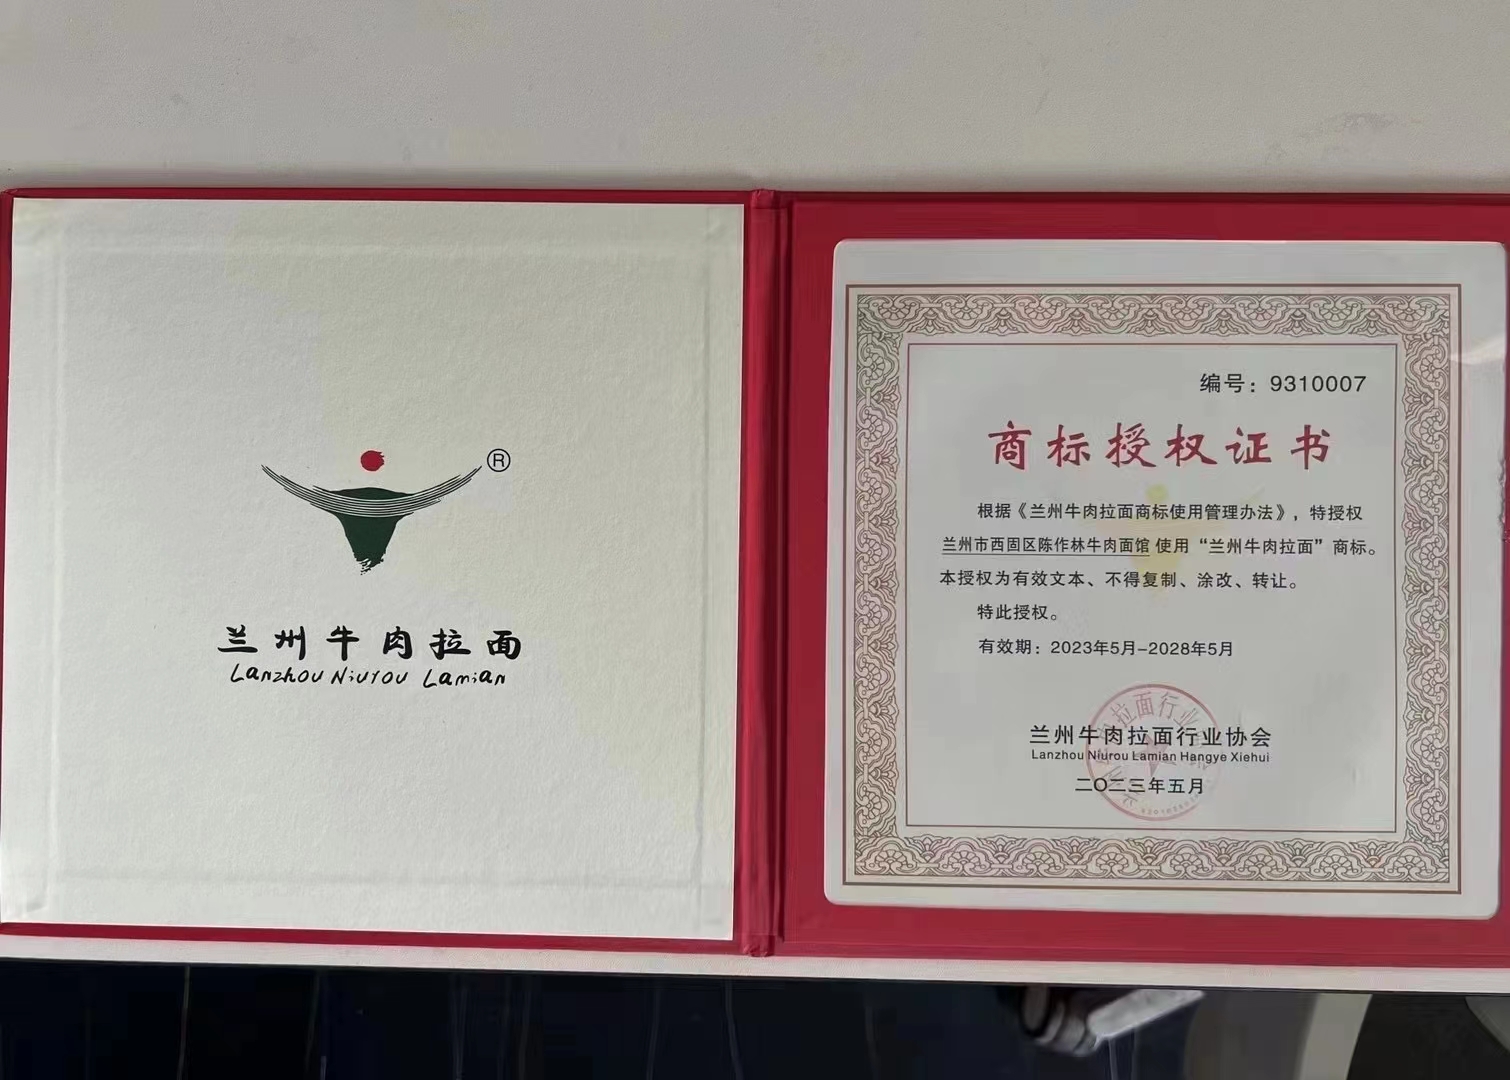 ®
兰州牛肉拉面
Lanzhou Niurou Lamian
编号：9310007
商标授权证书
根据《兰州牛肉拉面商标使用管理办法》，特授权
兰州市西固区陈作林牛肉面馆 使用“兰州牛肉拉面”商标。
本授权为有效文本、不得复制、涂改、转让。
特此授权。
有效期：2023年5月-2028年5月
兰州牛肉拉面行业协会
Lanzhou Niurou Lamian Hangye Xiehui
二〇二三年五月